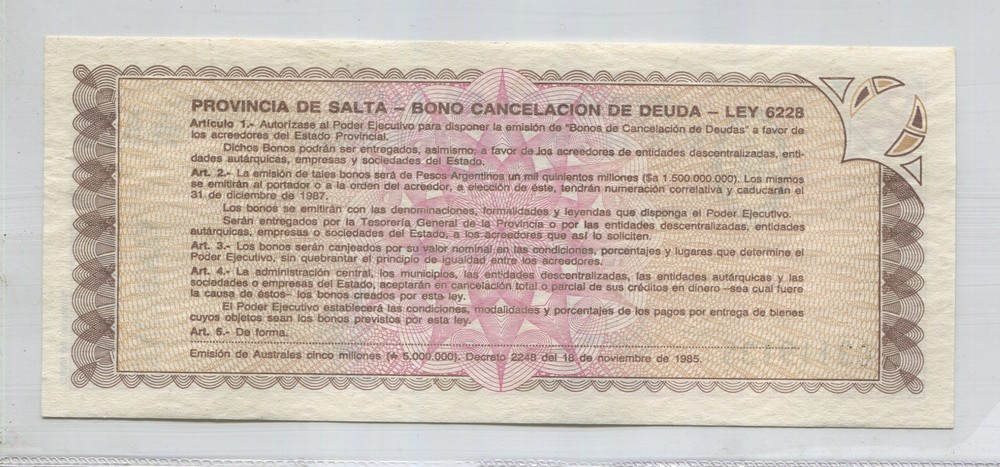 PROVINCIA DE SALTA – BONO CANCELACION DE DEUDA – LEY 6228
Artículo 1.- Autorízase al Poder Ejecutivo para disponer la emisión de "Bonos de Cancelación de Deudas" a favor de
los acreedores del Estado Provincial.
Dichos Bonos podrán ser entregados, asimismo, a favor de los acreedores de entidades descentralizadas, enti-
dades autárquicas, empresas y sociedades del Estado.
Art. 2.- La emisión de tales bonos será de Pesos Argentinos un mil quinientos millones ($a 1.500.000.000). Los mismos
se emitirán al portador o a la orden del acreedor, a elección de éste, tendrán numeración correlativa y caducarán el
31 de diciembre de 1987.
Los bonos se emitirán con las denominaciones, formalidades y leyendas que disponga el Poder Ejecutivo.
Serán entregados por la Tesorería General de la Provincia o por las entidades descentralizadas, entidades
autárquicas, empresas o sociedades del Estado, a los acreedores que así lo soliciten.
Art. 3.- Los bonos serán canjeados por su valor nominal en las condiciones, porcentajes y lugares que determine el
Poder Ejecutivo, sin quebrantar el principio de igualdad entre los acreedores.
Art. 4.- La administración central, los municipios, las entidades descentralizadas, las entidades autárquicas y las
sociedades o empresas del Estado, aceptarán en cancelación total o parcial de sus créditos en dinero –sea cual fuere
la causa de éstos– los bonos creados por esta ley.
El Poder Ejecutivo establecerá las condiciones, modalidades y porcentajes de los pagos por entrega de bienes
cuyos objetos sean los bonos previstos por esta ley.
Art. 5.- De forma.
Emisión de Australes cinco millones (₳ 5.000.000). Decreto 2248 del 18 de noviembre de 1985.